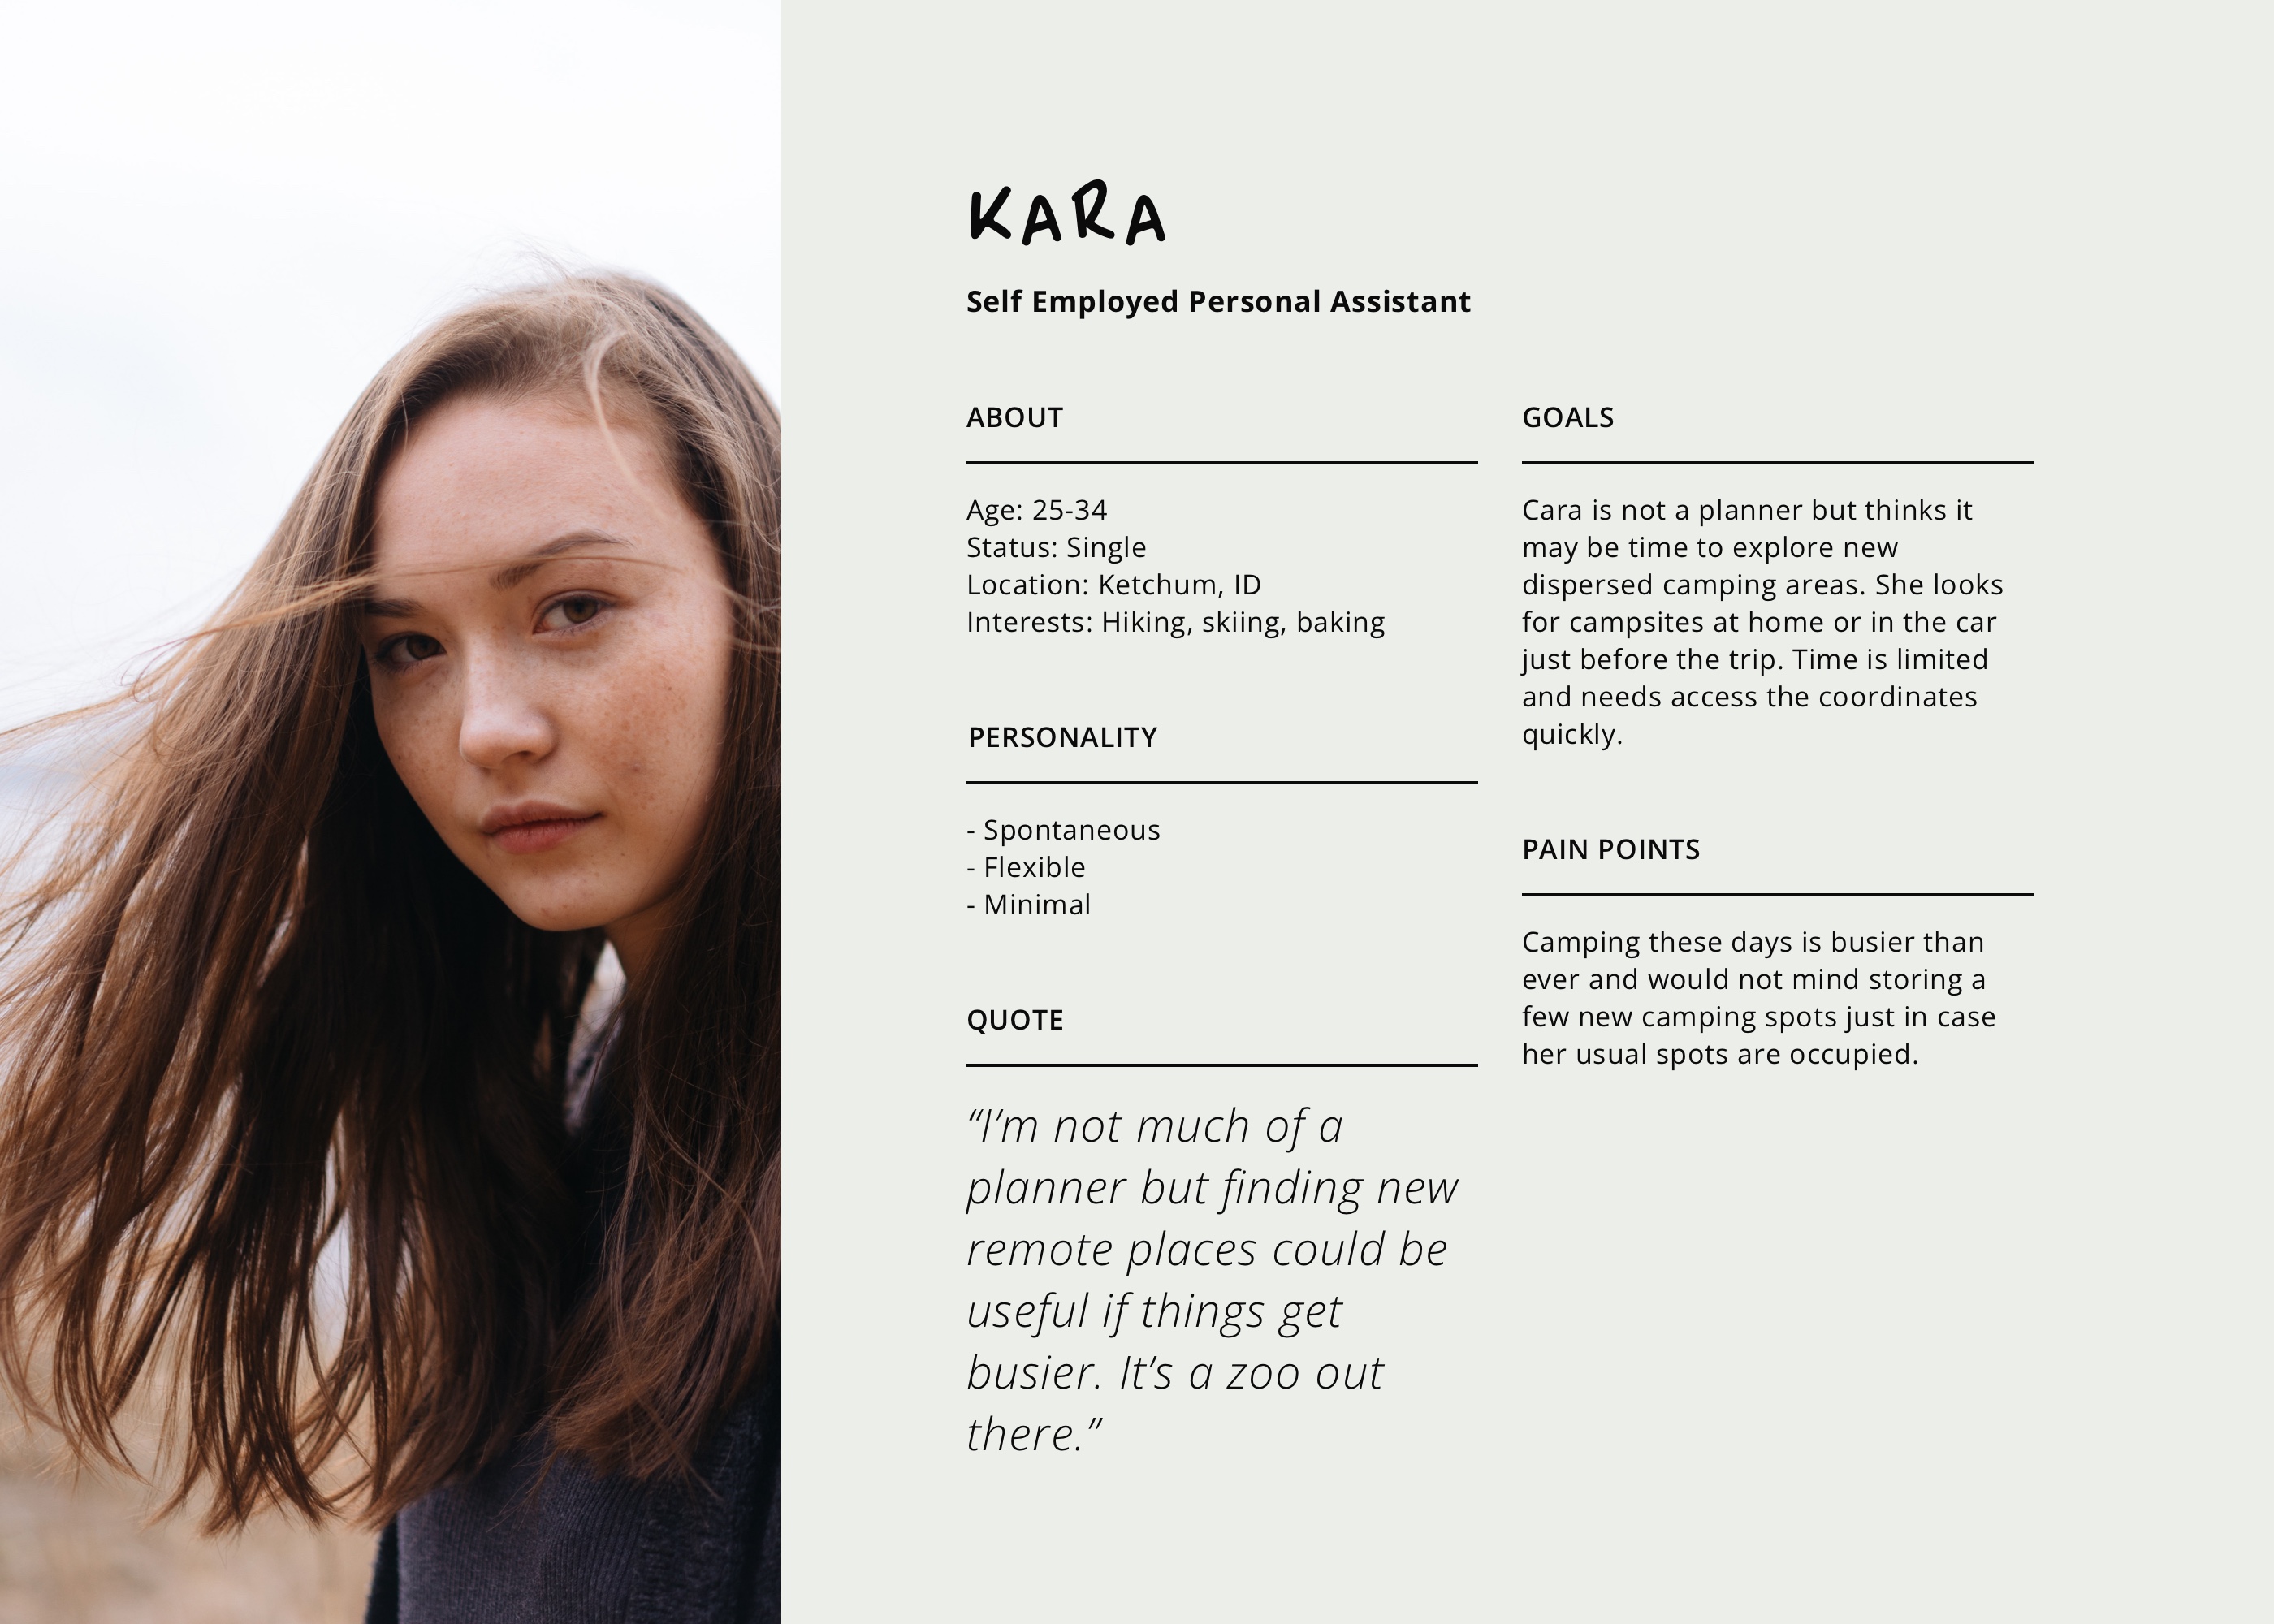 KARA
Self Employed Personal Assistant
ABOUT
Age: 25-34
Status: Single
Location: Ketchum, ID
Interests: Hiking, skiing, baking
PERSONALITY
- Spontaneous
- Flexible
- Minimal
QUOTE
“I’m not much of a
planner but finding new
remote places could be
useful if things get
busier. It’s a zoo out
there.”
GOALS
Cara is not a planner but thinks it
may be time to explore new
dispersed camping areas. She looks
for campsites at home or in the car
just before the trip. Time is limited
and needs access the coordinates
quickly.
PAIN POINTS
Camping these days is busier than
ever and would not mind storing a
few new camping spots just in case
her usual spots are occupied.